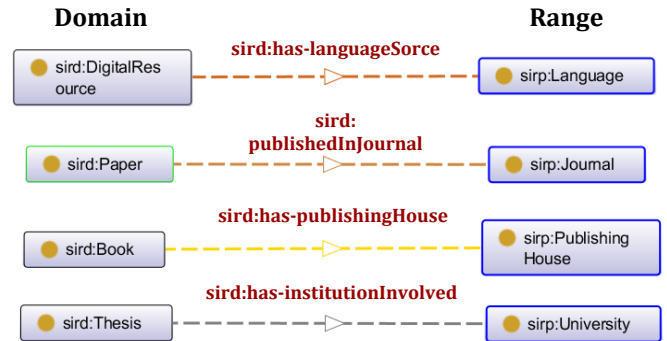 Domain
Range
sird:has-languageSorce
sird:DigitalRes
ource
sirp:Language
sird:
publishedInJournal
sird:Paper
sirp:Journal
sird:has-publishingHouse
sird:Book
sirp:Publishing
House
sird:has-institutionInvolved
sird:Thesis
sirp:University